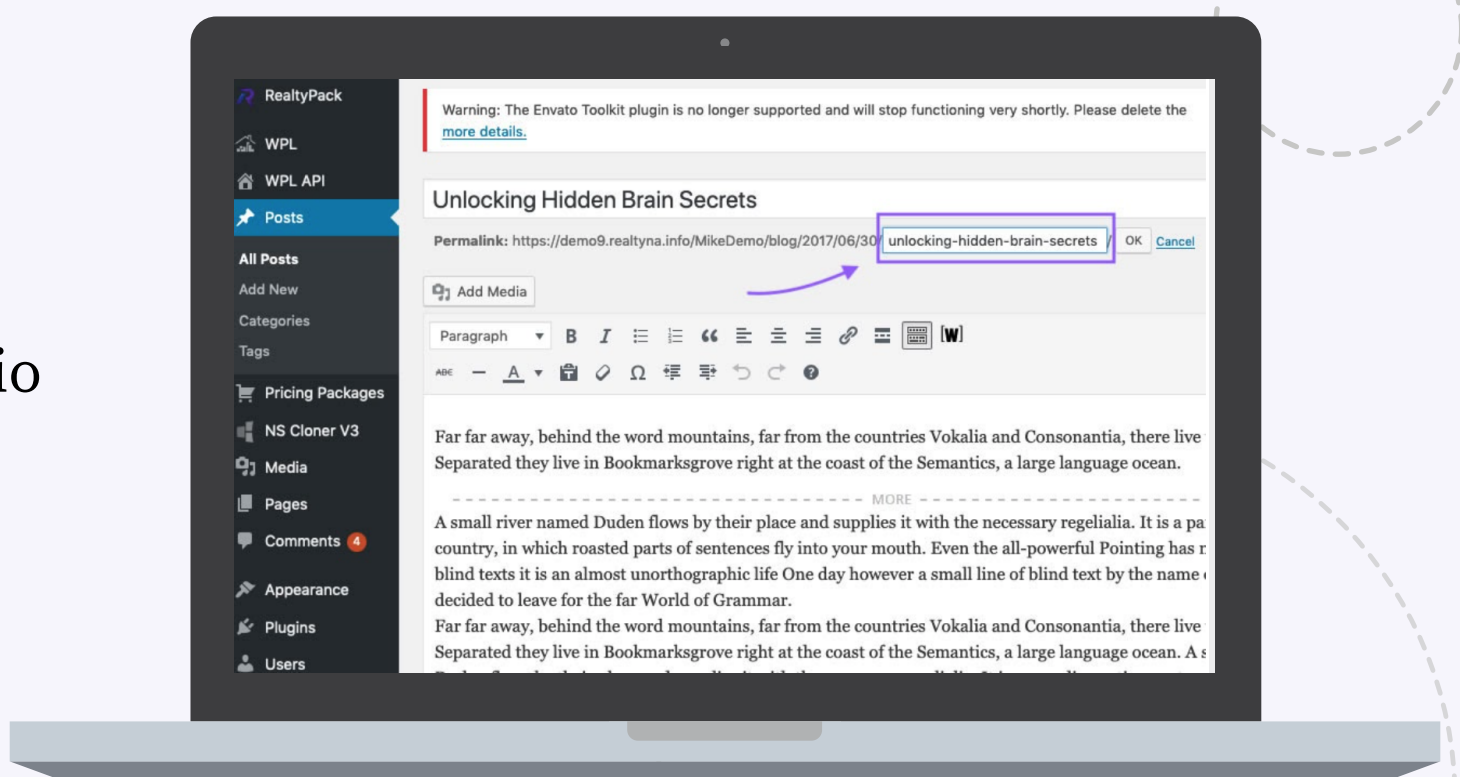 io
RealtyPack
WPL
WPL API
Posts
All Posts
Add New
Categories
Tags
Pricing Packages
NS Cloner V3
Media
Pages
Comments 4
Appearance
Plugins
Users
Warning: The Envato Toolkit plugin is no longer supported and will stop functioning very shortly. Please delete the
more details.
Unlocking Hidden Brain Secrets
Permalink: https://demo9.realtyna.info/MikeDemo/blog/2017/06/30/ unlocking-hidden-brain-secrets / OK Cancel
Add Media
Paragraph B I “ [W]
ABC A Ω ?
Far far away, behind the word mountains, far from the countries Vokalia and Consonantia, there live
Separated they live in Bookmarksgrove right at the coast of the Semantics, a large language ocean.
MORE
A small river named Duden flows by their place and supplies it with the necessary regelialia. It is a pa
country, in which roasted parts of sentences fly into your mouth. Even the all-powerful Pointing has
blind texts it is an almost unorthographic life One day however a small line of blind text by the name
decided to leave for the far World of Grammar.
Far far away, behind the word mountains, far from the countries Vokalia and Consonantia, there live
Separated they live in Bookmarksgrove right at the coast of the Semantics, a large language ocean. A